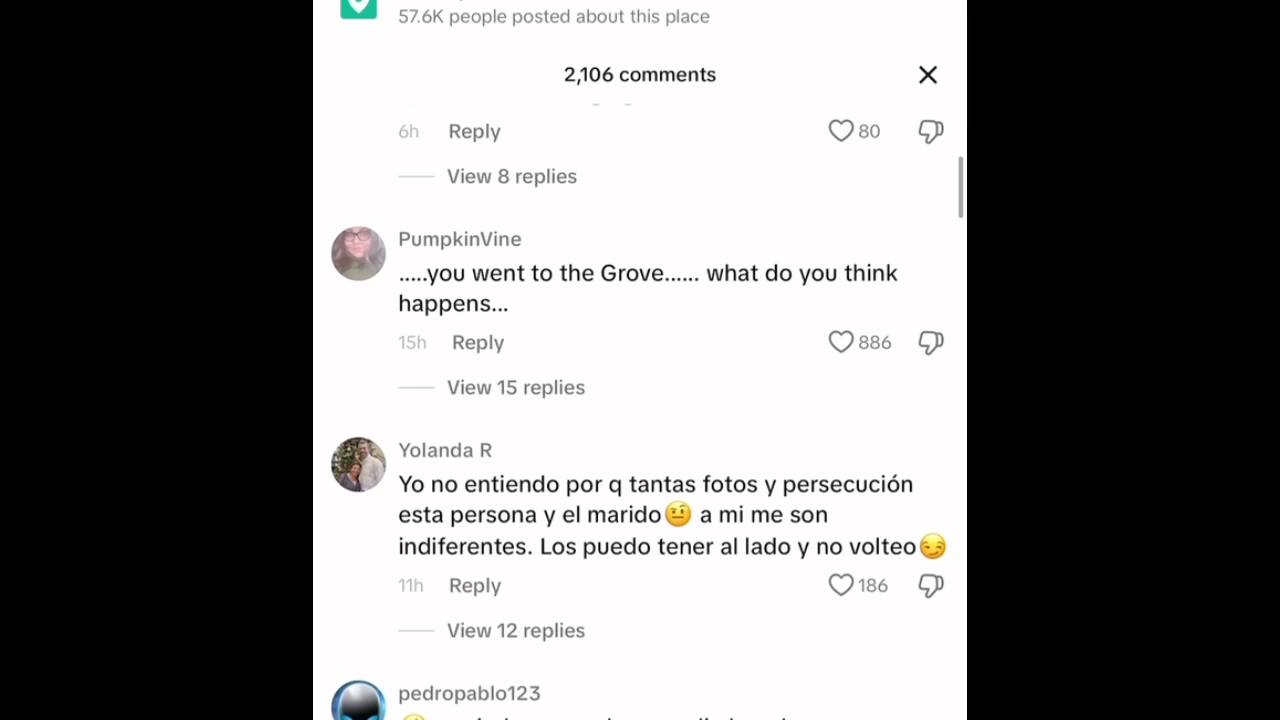 57.6K people posted about this place
2,106 comments
6h Reply 80
View 8 replies
PumpkinVine
.....you went to the Grove...... what do you think
happens...
15h Reply 886
View 15 replies
Yolanda R
Yo no entiendo por q tantas fotos y persecución
esta persona y el marido🤨 a mi me son
indiferentes. Los puedo tener al lado y no volteo😏
11h Reply 186
View 12 replies
pedropablo123